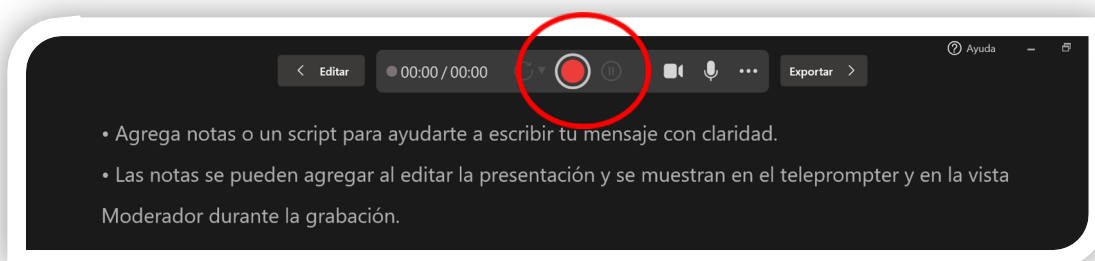 Ayuda
Editar
00:00 / 00:00
Exportar
• Agrega notas o un script para ayudarte a escribir tu mensaje con claridad.
• Las notas se pueden agregar al editar la presentación y se muestran en el teleprompter y en la vista
Moderador durante la grabación.